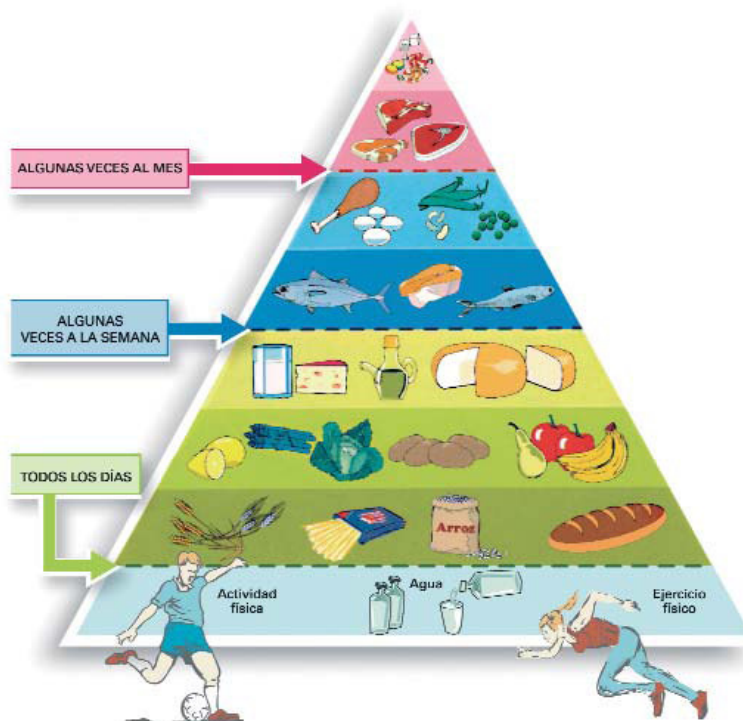 ALGUNAS VECES AL MES
ALGUNAS
VECES A LA SEMANA
TODOS LOS DÍAS
Arroz
Actividad
física
Agua
Ejercicio
físico